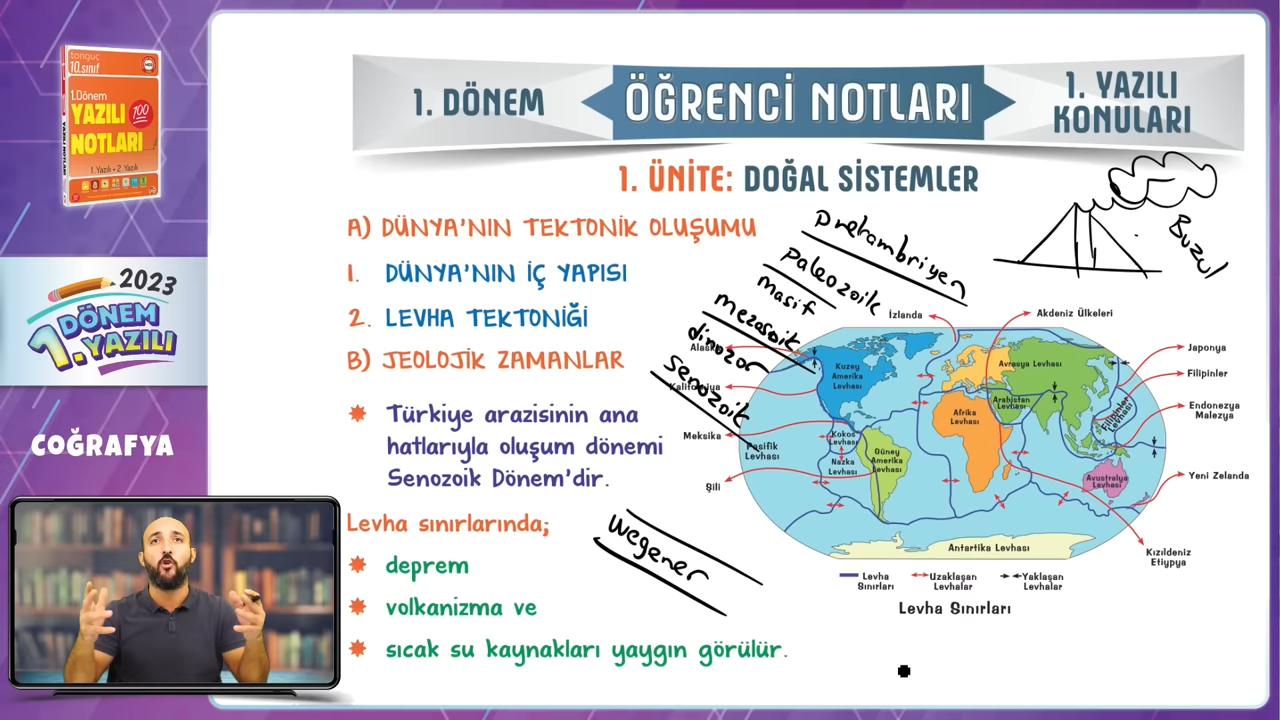 tonguç
10.sınıf
1.Dönem
YAZILI
100
NOTLARI
YAZILI NOTLARI
1. Yazılı • 2. Yazılı
2023
1. DÖNEM
YAZILI
COĞRAFYA
1. DÖNEM
ÖĞRENCİ NOTLARI
1. YAZILI
KONULARI
1. ÜNİTE: DOĞAL SİSTEMLER
A) DÜNYA'NIN TEKTONİK OLUŞUMU
1. DÜNYA'NIN İÇ YAPISI
2. LEVHA TEKTONİĞİ
B) JEOLOJİK ZAMANLAR
Türkiye arazisinin ana
hatlarıyla oluşum dönemi
Senozoik Dönem'dir.
Levha sınırlarında;
deprem
volkanizma ve
sıcak su kaynakları yaygın görülür.
prekambriyen
paleozoik
masif
mezasoik
dinozor
senozoik
wegener
Buzul
İzlanda
Akdeniz Ülkeleri
Japonya
Filipinler
Endonezya
Malezya
Yeni Zelanda
Kızıldeniz
Etiypya
Meksika
Şili
Kuzey
Amerika
Levhası
Avrasya Levhası
Arabistan
Levhası
Afrika
Levhası
Filipinler
Levhası
Kokos
Levhası
Pasifik
Levhası
Nazka
Levhası
Güney
Amerika
Levhası
Avustralya
Levhası
Antartika Levhası
Levha
Sınırları
Uzaklaşan
Levhalar
Yaklaşan
Levhalar
Levha Sınırları